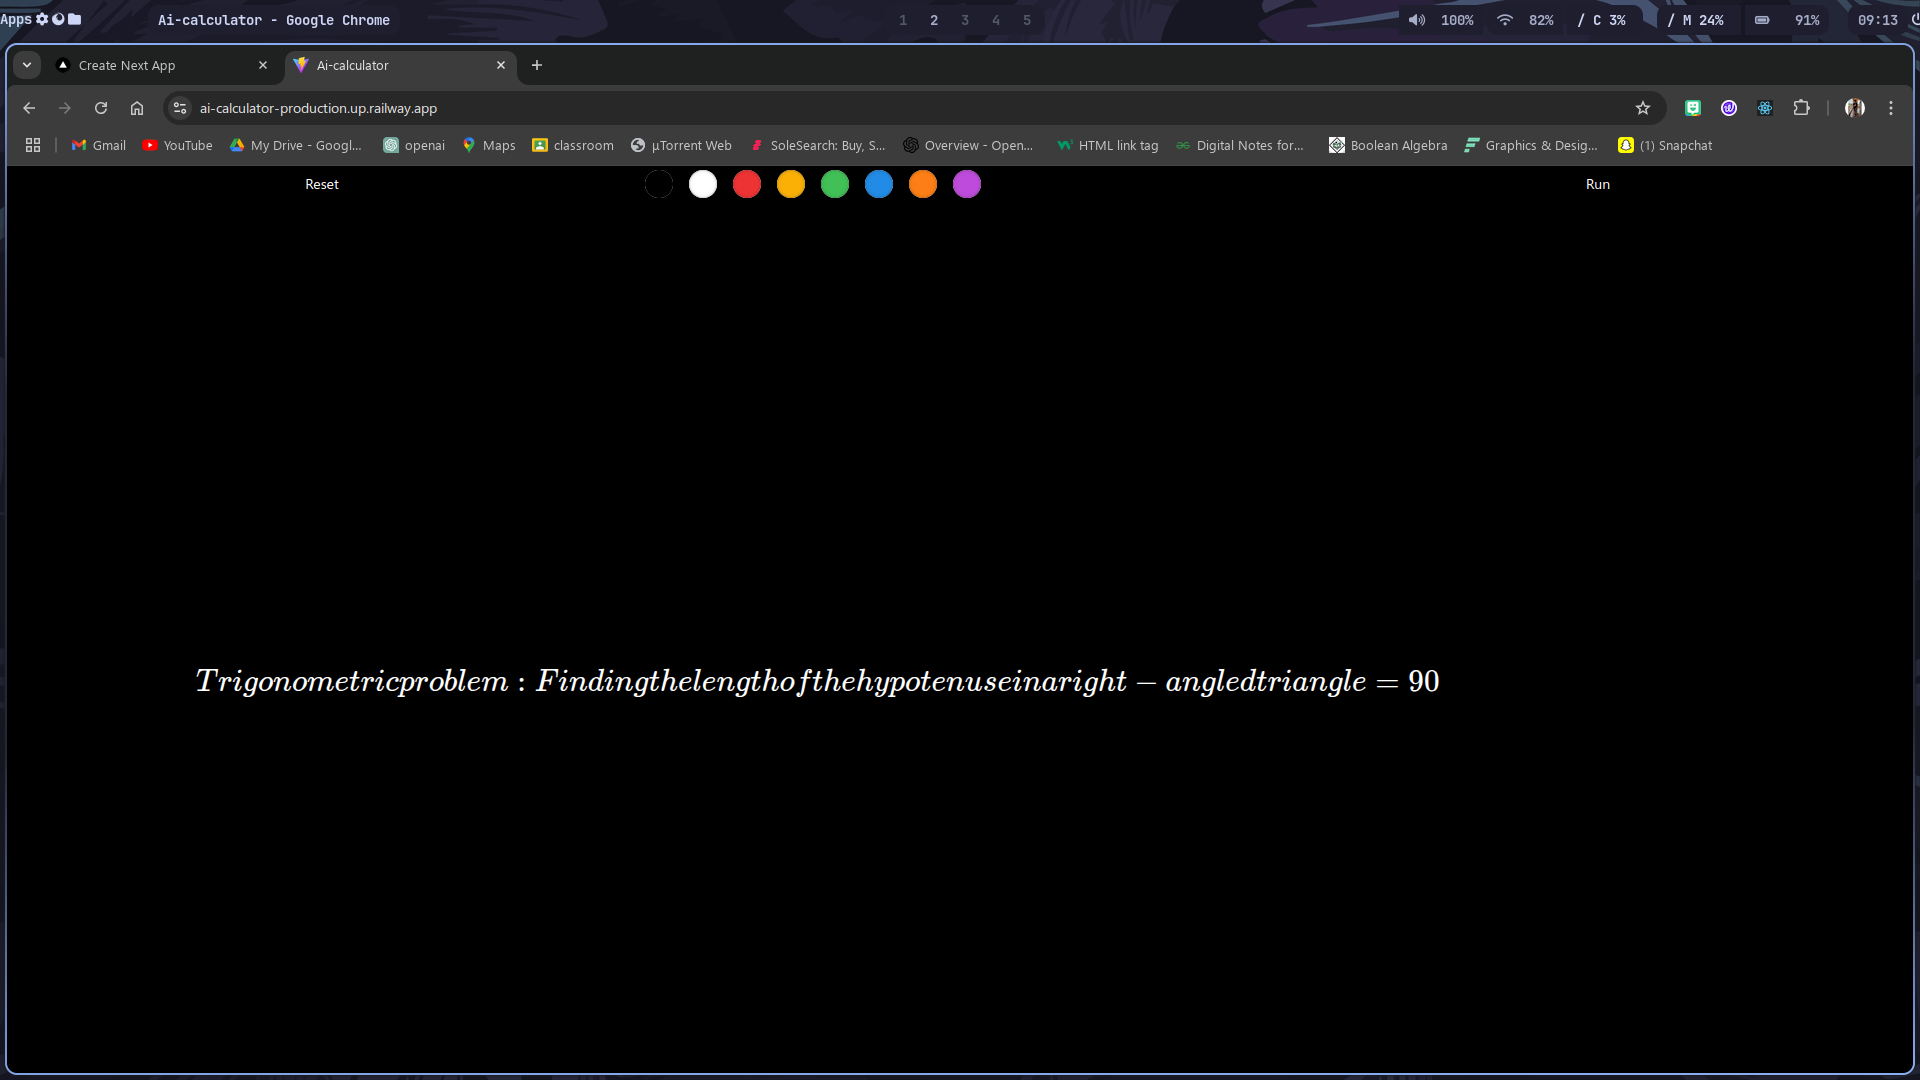 Apps Ai-calculator - Google Chrome 1 2 3 4 5 100% 82% / C 3% / M 24% 91% 09:13
Create Next App Ai-calculator
ai-calculator-production.up.railway.app
Gmail YouTube My Drive - Googl... openai Maps classroom µTorrent Web SoleSearch: Buy, S... Overview - Open... HTML link tag Digital Notes for... Boolean Algebra Graphics & Desig... (1) Snapchat
Reset Run
Trigonometricproblem : Findingthelengthofthehypotenuseinaright − angledtriangle = 90